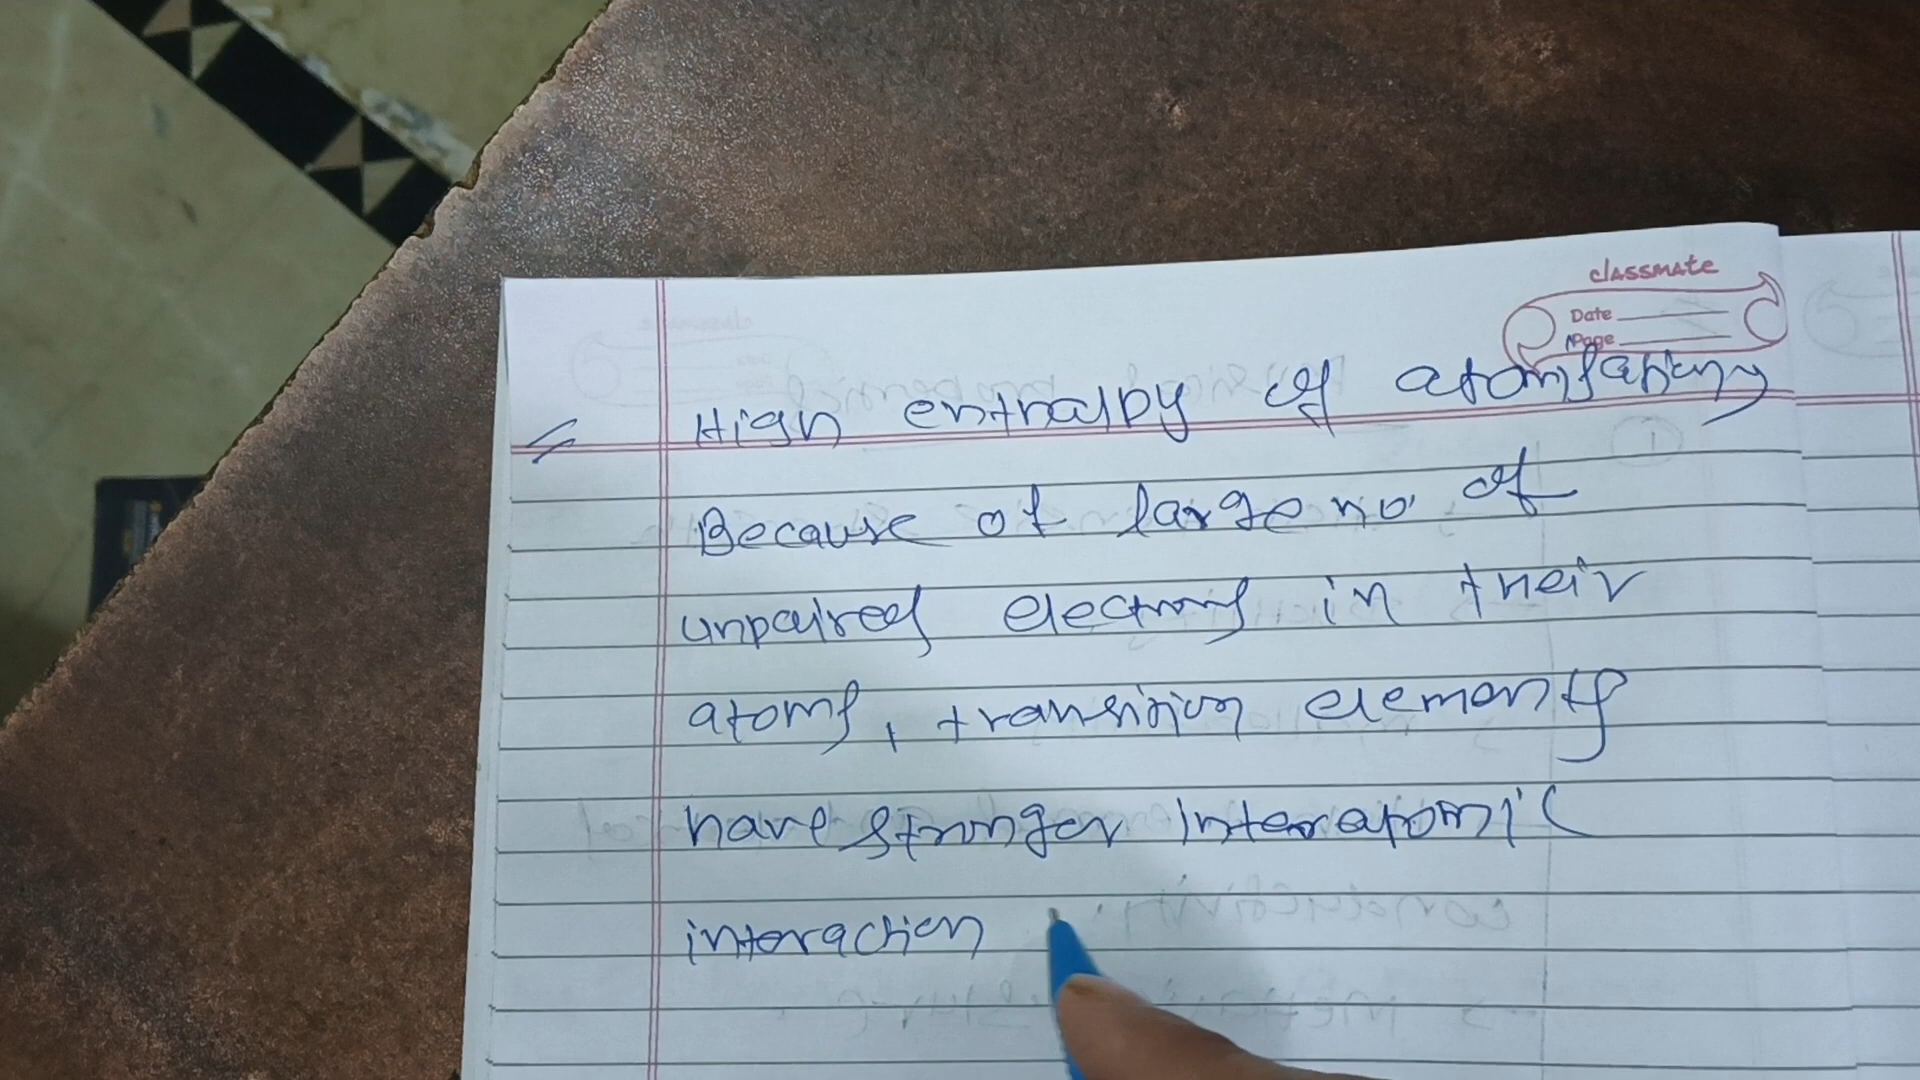 classmate
Date
Page
High enthalpy of atomisation
Because of large no. of
unpaired electrons in their
atoms, transition elements
have stronger interatomic
interaction